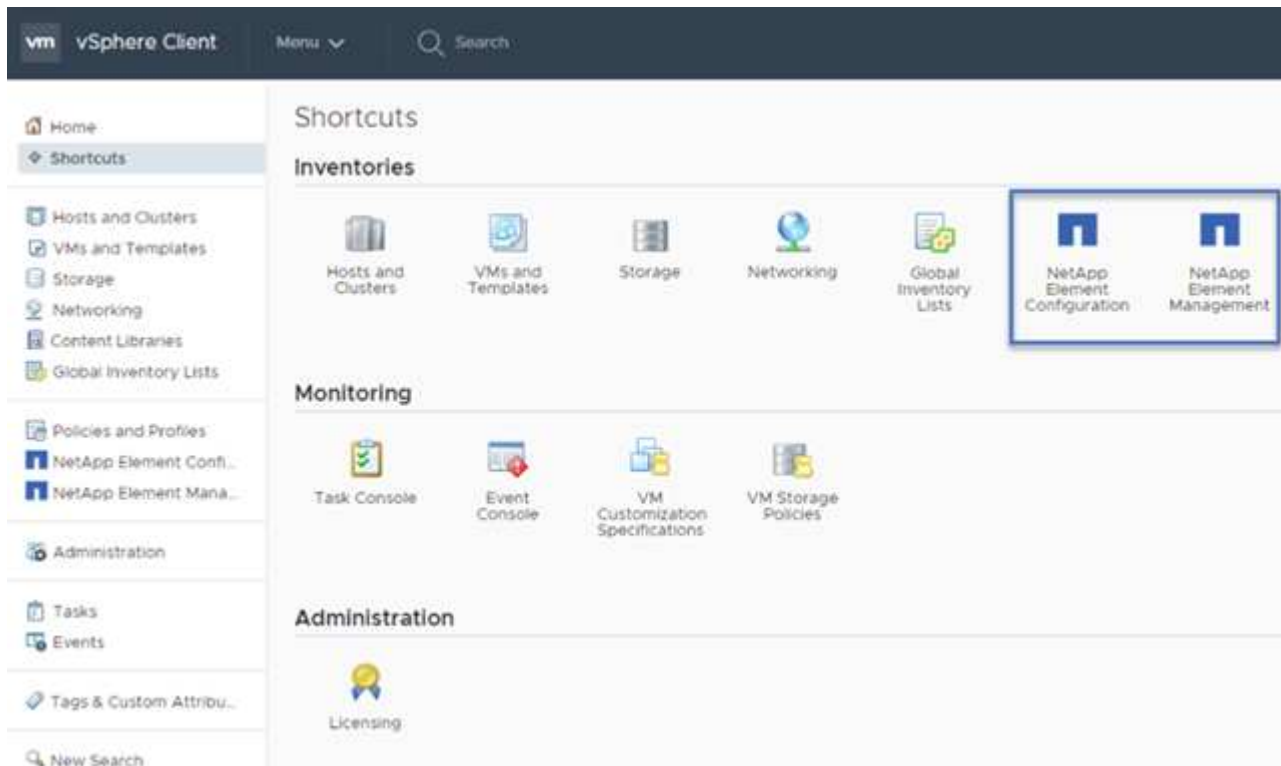 vm vSphere Client Menu Search
Home
Shortcuts
Hosts and Clusters
VMs and Templates
Storage
Networking
Content Libraries
Global Inventory Lists
Policies and Profiles
NetApp Element Confi...
NetApp Element Mana...
Administration
Tasks
Events
Tags & Custom Attribu...
New Search
Shortcuts
Inventories
Hosts and
Clusters
VMs and
Templates
Storage
Networking
Global
Inventory
Lists
NetApp
Element
Configuration
NetApp
Element
Management
Monitoring
Task Console
Event
Console
VM
Customization
Specifications
VM Storage
Policies
Administration
Licensing